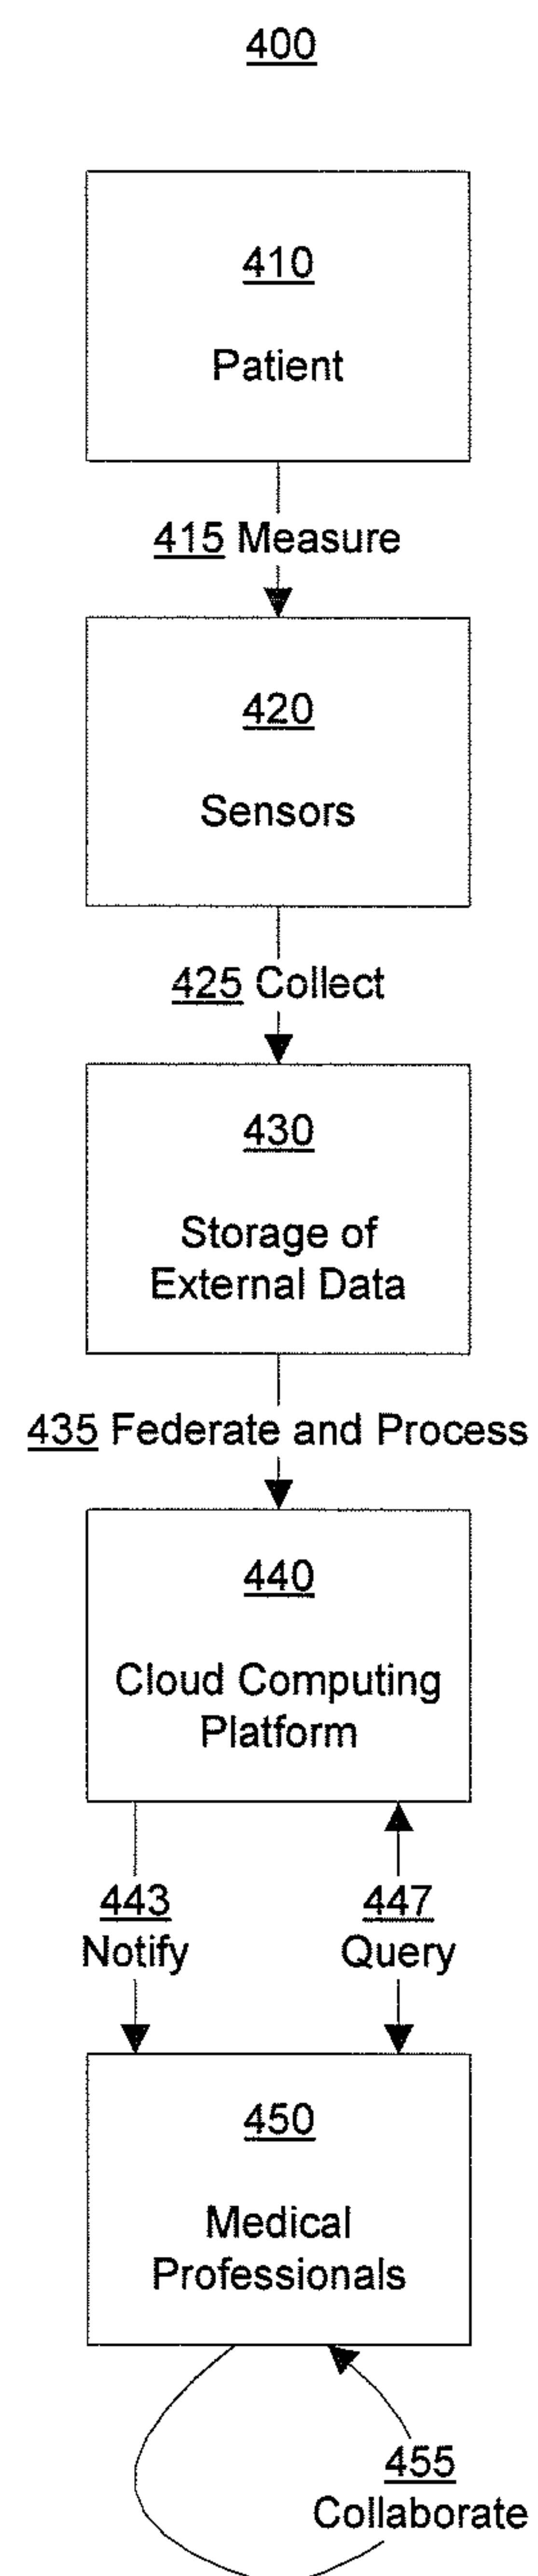 400
410
Patient
415 Measure
420
Sensors
425 Collect
430
Storage of
External Data
435 Federate and Process
440
Cloud Computing
Platform
443
Notify
447
Query
450
Medical
Professionals
455
Collaborate